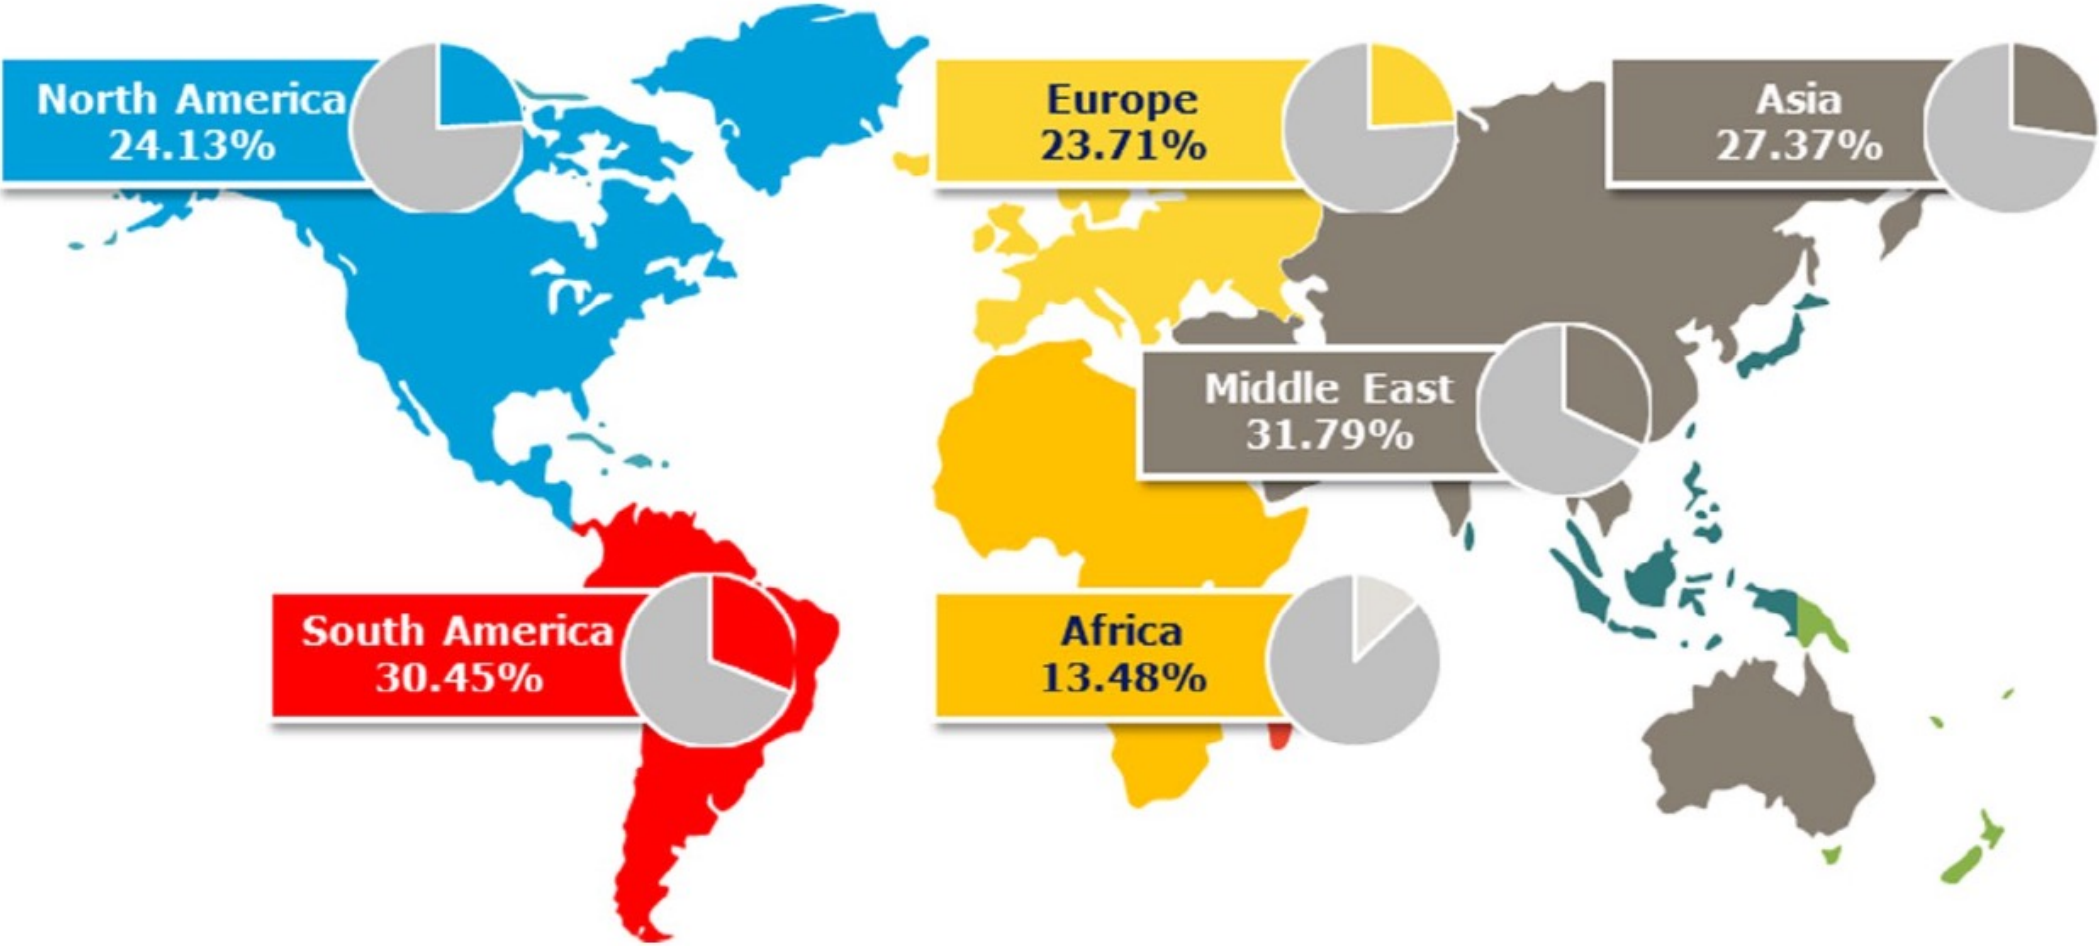 North America
24.13%
Europe
23.71%
Asia
27.37%
Middle East
31.79%
South America
30.45%
Africa
13.48%